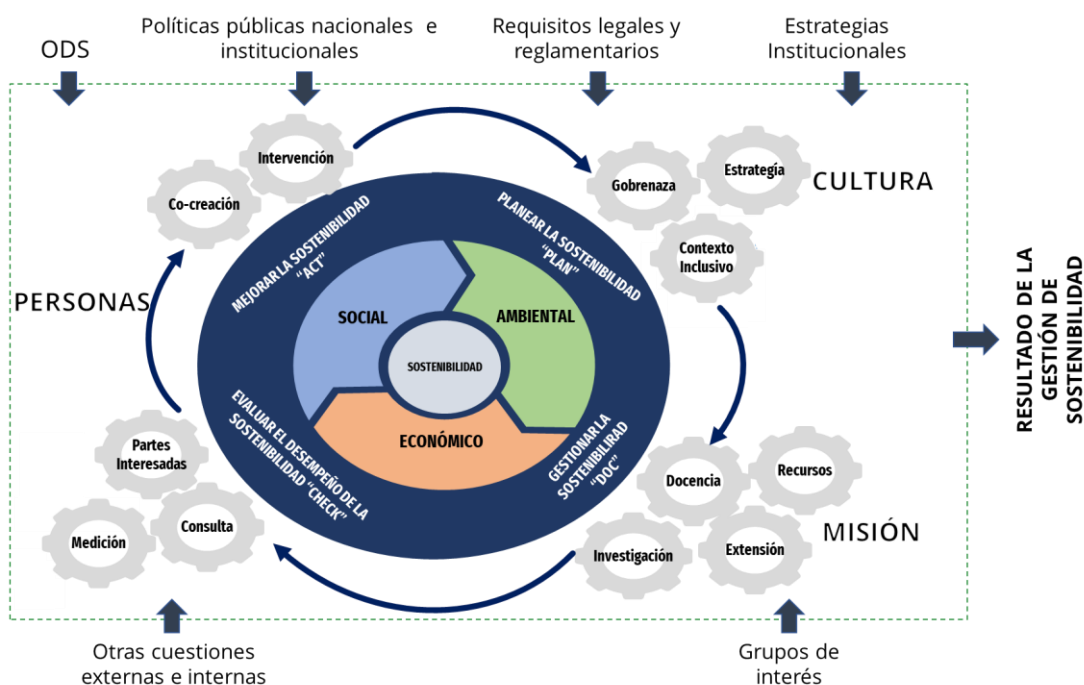 ODS
Políticas públicas nacionales e
institucionales
Requisitos legales y
reglamentarios
Estrategias
Institucionales
Intervención
Co-creación
Gobrenaza
Estrategía
CULTURA
Contexto
Inclusivo
MEJORAR LA SOSTENIBILIDAD
"ACT"
PLANEAR LA SOSTENIBILIDAD
"PLAN"
PERSONAS
SOCIAL
AMBIENTAL
SOSTENIBILIDAD
ECONÓMICO
RESULTADO DE LA
GESTIÓN DE
SOSTENIBILIDAD
EVALUAR EL DESEMPEÑO DE LA
SOSTENIBILIDAD "CHECK"
GESTIONAR LA
SOSTENIBILIRAD
"DOC"
Partes
Interesadas
Consulta
Medición
Docencia
Recursos
Investigación
Extensión
MISIÓN
Otras cuestiones
externas e internas
Grupos de
interés